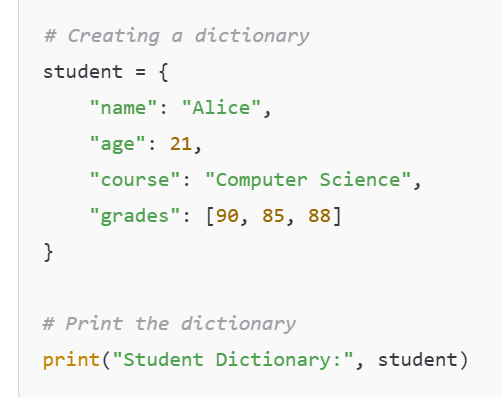 # Creating a dictionary
student = {
    "name": "Alice",
    "age": 21,
    "course": "Computer Science",
    "grades": [90, 85, 88]
}
# Print the dictionary
print("Student Dictionary:", student)